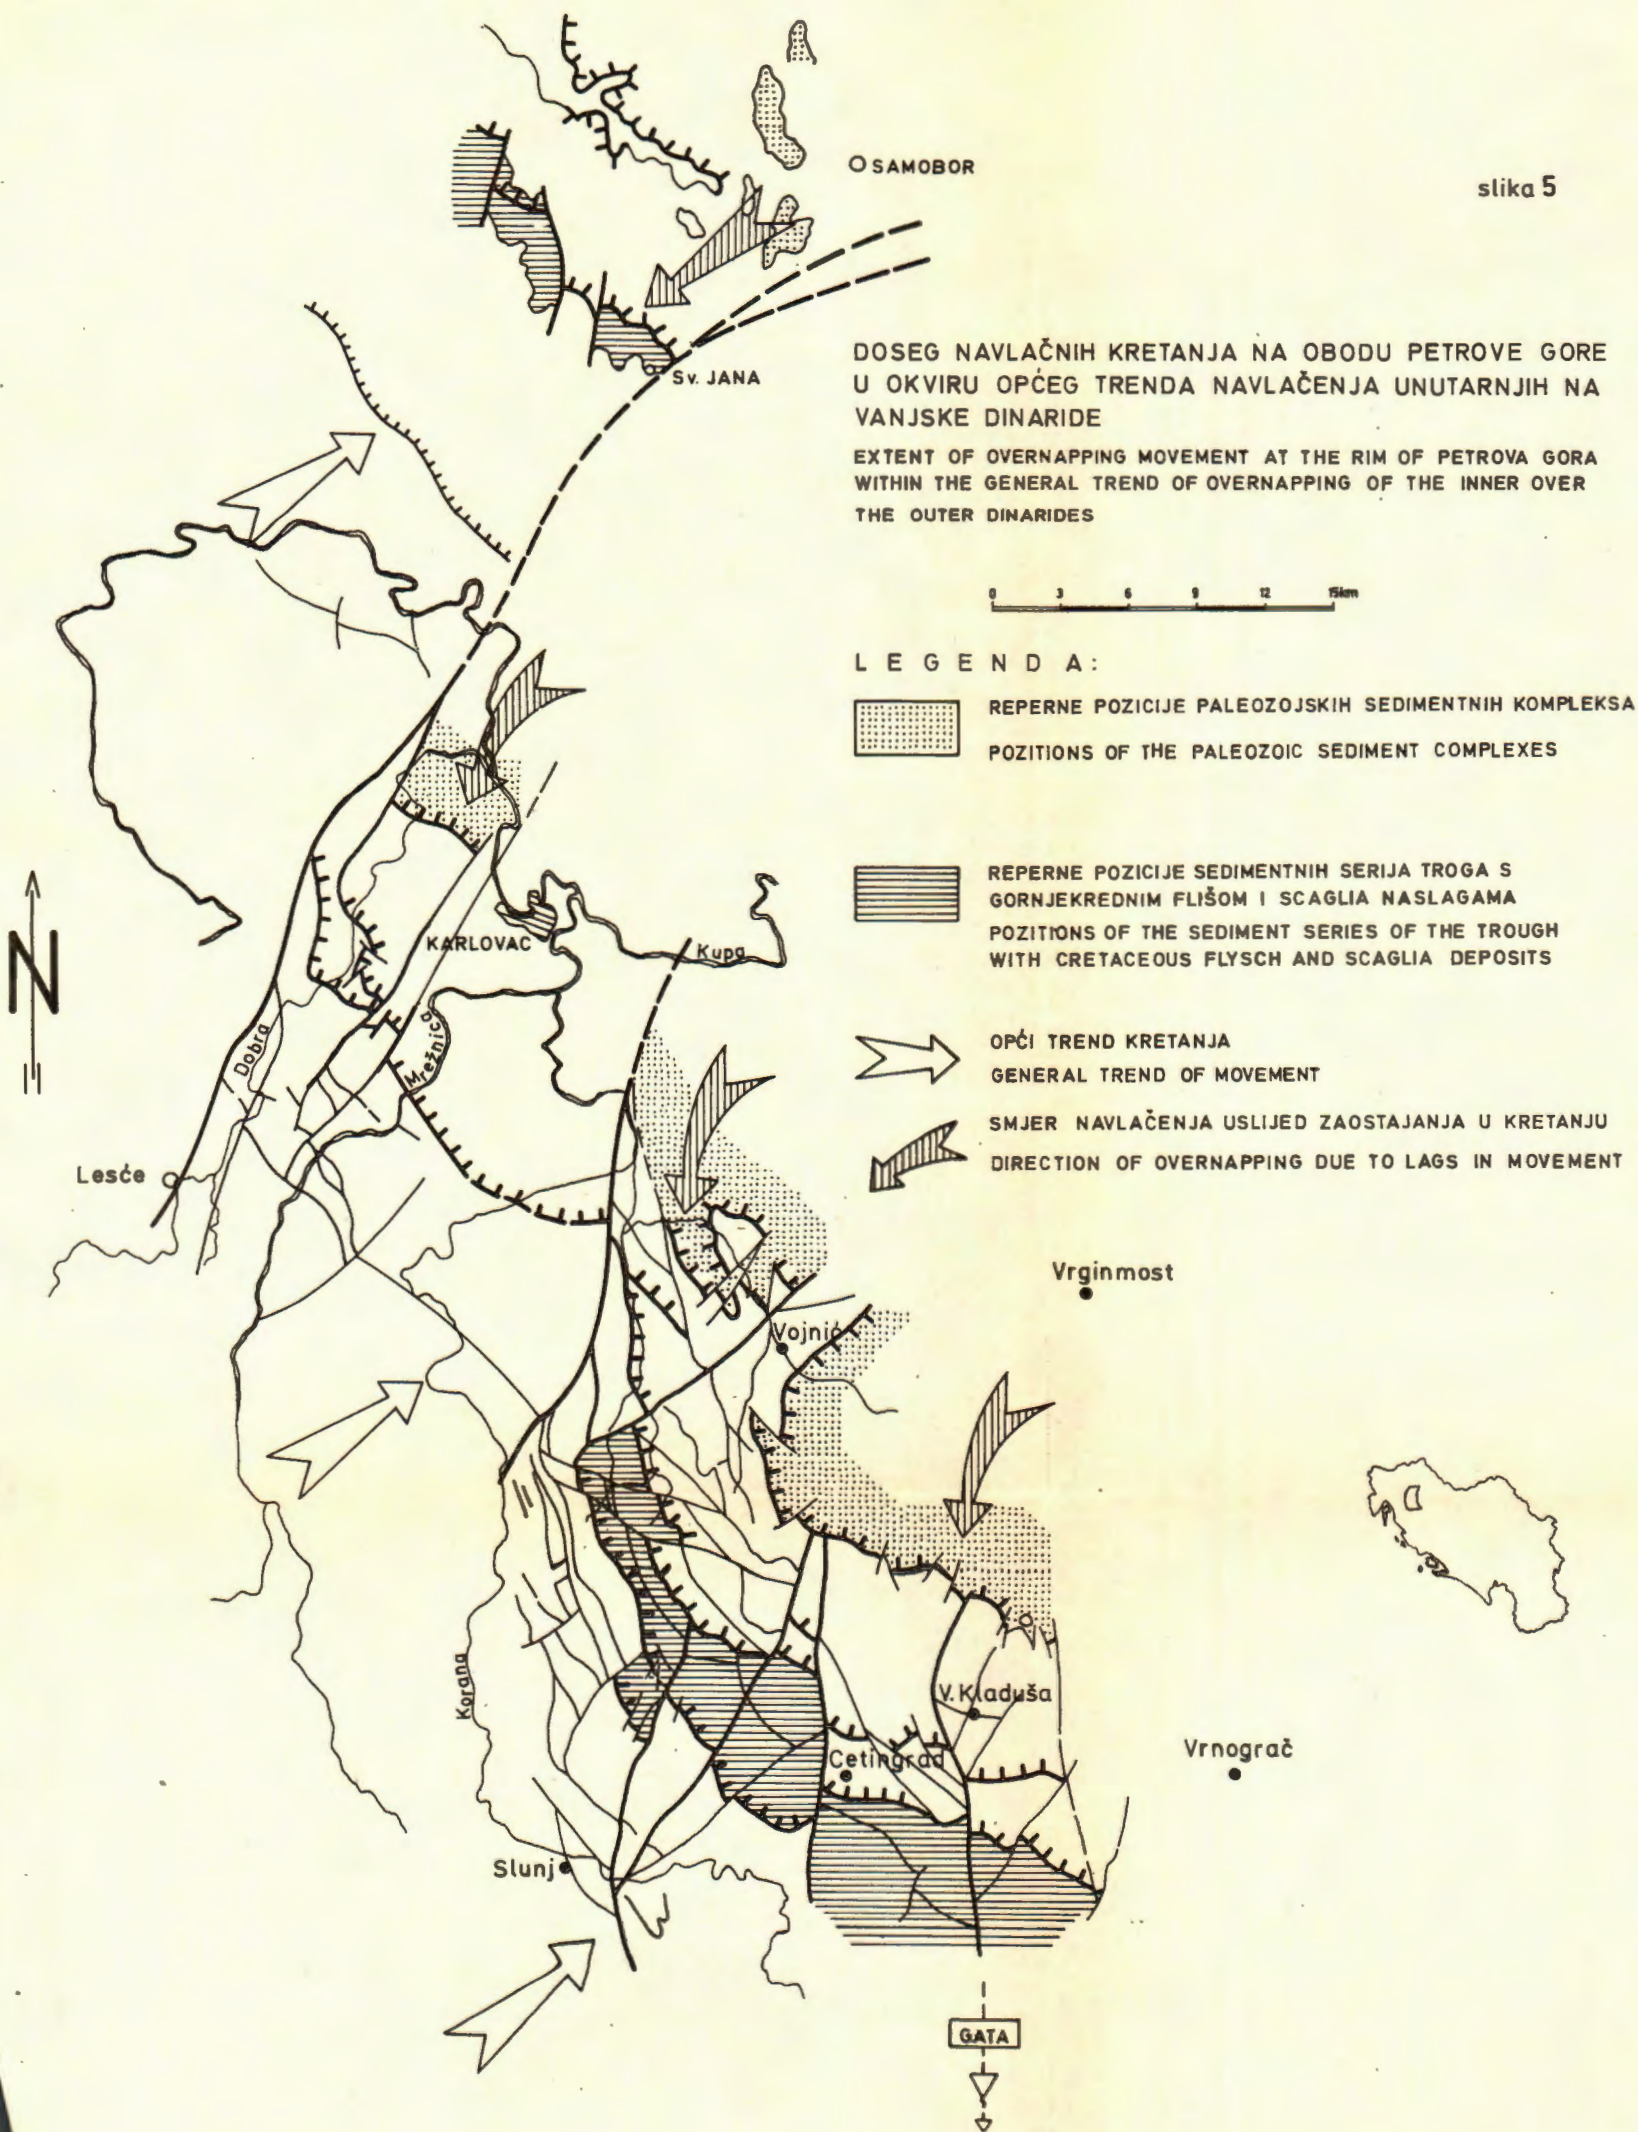 SAMOBOR
slika 5
DOSEG NAVLAČNIH KRETANJA NA OBODU PETROVE GORE
U OKVIRU OPĆEG TRENDA NAVLAČENJA UNUTARNJIH NA
VANJSKE DINARIDE
EXTENT OF OVERNAPPING MOVEMENT AT THE RIM OF PETROVA GORA
WITHIN THE GENERAL TREND OF OVERNAPPING OF THE INNER OVER
THE OUTER DINARIDES
Sv. JANA
0 3 6 9 12 15km
LEGENDA:
REPERNE POZICIJE PALEOZOJSKIH SEDIMENTNIH KOMPLEKSA
POZITIONS OF THE PALEOZOIC SEDIMENT COMPLEXES
REPERNE POZICIJE SEDIMENTNIH SERIJA TROGA S
GORNJEKREDNIM FLIŠOM I SCAGLIA NASLAGAMA
POZITIONS OF THE SEDIMENT SERIES OF THE TROUGH
WITH CRETACEOUS FLYSCH AND SCAGLIA DEPOSITS
OPĆI TREND KRETANJA
GENERAL TREND OF MOVEMENT
SMJER NAVLAČENJA USLIJED ZAOSTAJANJA U KRETANJU
DIRECTION OF OVERNAPPING DUE TO LAGS IN MOVEMENT
N
KARLOVAC
Kupa
Dobra
Mrežnica
Lešće
Vrginmost
Vojnić
Korana
V. Kladuša
Cetingrad
Vrnograč
Slunj
GATA